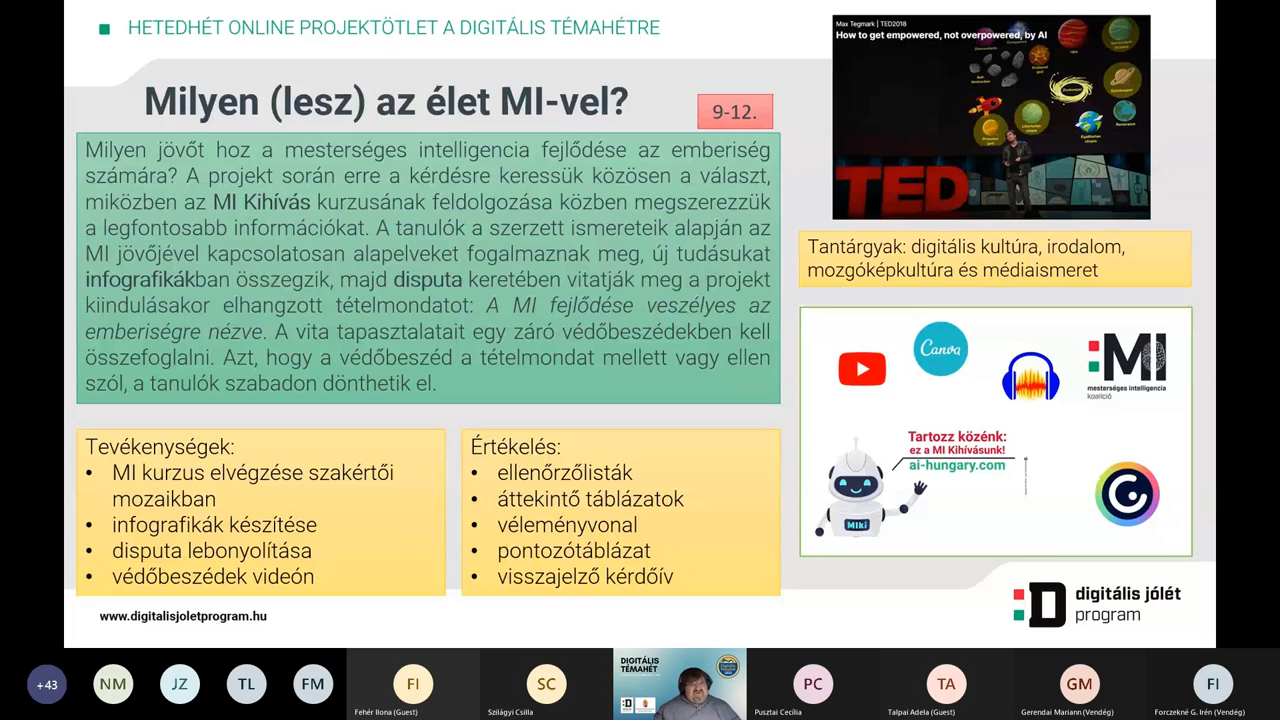 HETEDHÉT ONLINE PROJEKTÖTLET A DIGITÁLIS TÉMAHÉTRE
Milyen (lesz) az élet MI-vel?
9-12.
Milyen jövőt hoz a mesterséges intelligencia fejlődése az emberiség
számára? A projekt során erre a kérdésre keressük közösen a választ,
miközben az MI Kihívás kurzusának feldolgozása közben megszerezzük
a legfontosabb információkat. A tanulók a szerzett ismereteik alapján az
MI jövőjével kapcsolatosan alapelveket fogalmaznak meg, új tudásukat
infografikákban összegzik, majd disputa keretében vitatják meg a projekt
kiindulásakor elhangzott tételmondatot: A MI fejlődése veszélyes az
emberiségre nézve. A vita tapasztalatait egy záró védőbeszédekben kell
összefoglalni. Azt, hogy a védőbeszéd a tételmondat mellett vagy ellen
szól, a tanulók szabadon dönthetik el.
Tevékenységek:
• MI kurzus elvégzése szakértői
mozaikban
• infografikák készítése
• disputa lebonyolítása
• védőbeszédek videón
Értékelés:
• ellenőrzőlisták
• áttekintő táblázatok
• véleményvonal
• pontozótáblázat
• visszajelző kérdőív
Max Tegmark | TED2018
How to get empowered, not overpowered, by AI
TED
Tantárgyak: digitális kultúra, irodalom,
mozgóképkultúra és médiaismeret
Canva
MI
mesterséges intelligencia
koalíció
Tartozz közénk:
ez a MI Kihívásunk!
ai-hungary.com
MIki
www.digitalisjoletprogram.hu
digitális jólét
program
+43
NM
JZ
TL
FM
FI
Fehér Ilona (Guest)
SC
Szilágyi Csilla
DIGITÁLIS
TÉMAHÉT
PC
Pusztai Cecília
TA
Talpai Adela (Guest)
GM
Gerendai Mariann (Vendég)
FI
Forczekné G. Irén (Vendég)